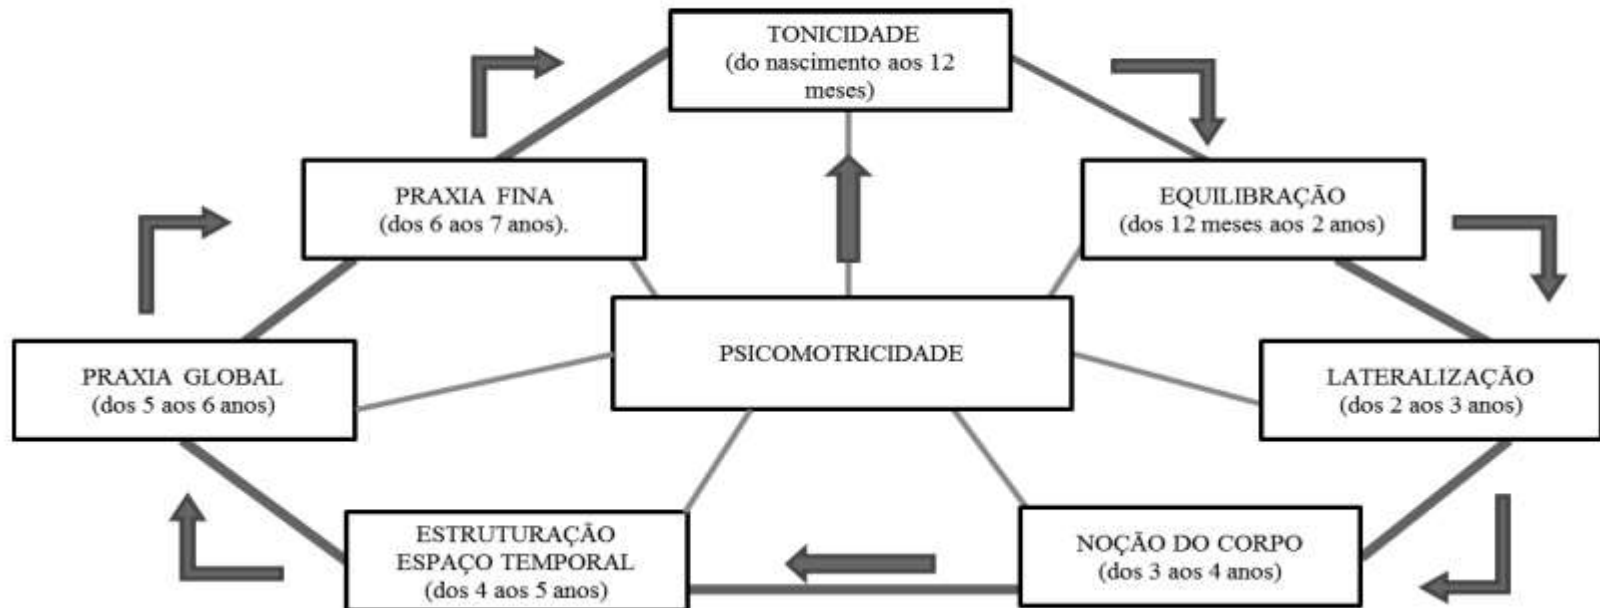 TONICIDADE
(do nascimento aos 12
meses)
PRAXIA FINA
(dos 6 aos 7 anos).
EQUILIBRAÇÃO
(dos 12 meses aos 2 anos)
PSICOMOTRICIDADE
PRAXIA GLOBAL
(dos 5 aos 6 anos)
LATERALIZAÇÃO
(dos 2 aos 3 anos)
ESTRUTURAÇÃO
ESPAÇO TEMPORAL
(dos 4 aos 5 anos)
NOÇÃO DO CORPO
(dos 3 aos 4 anos)